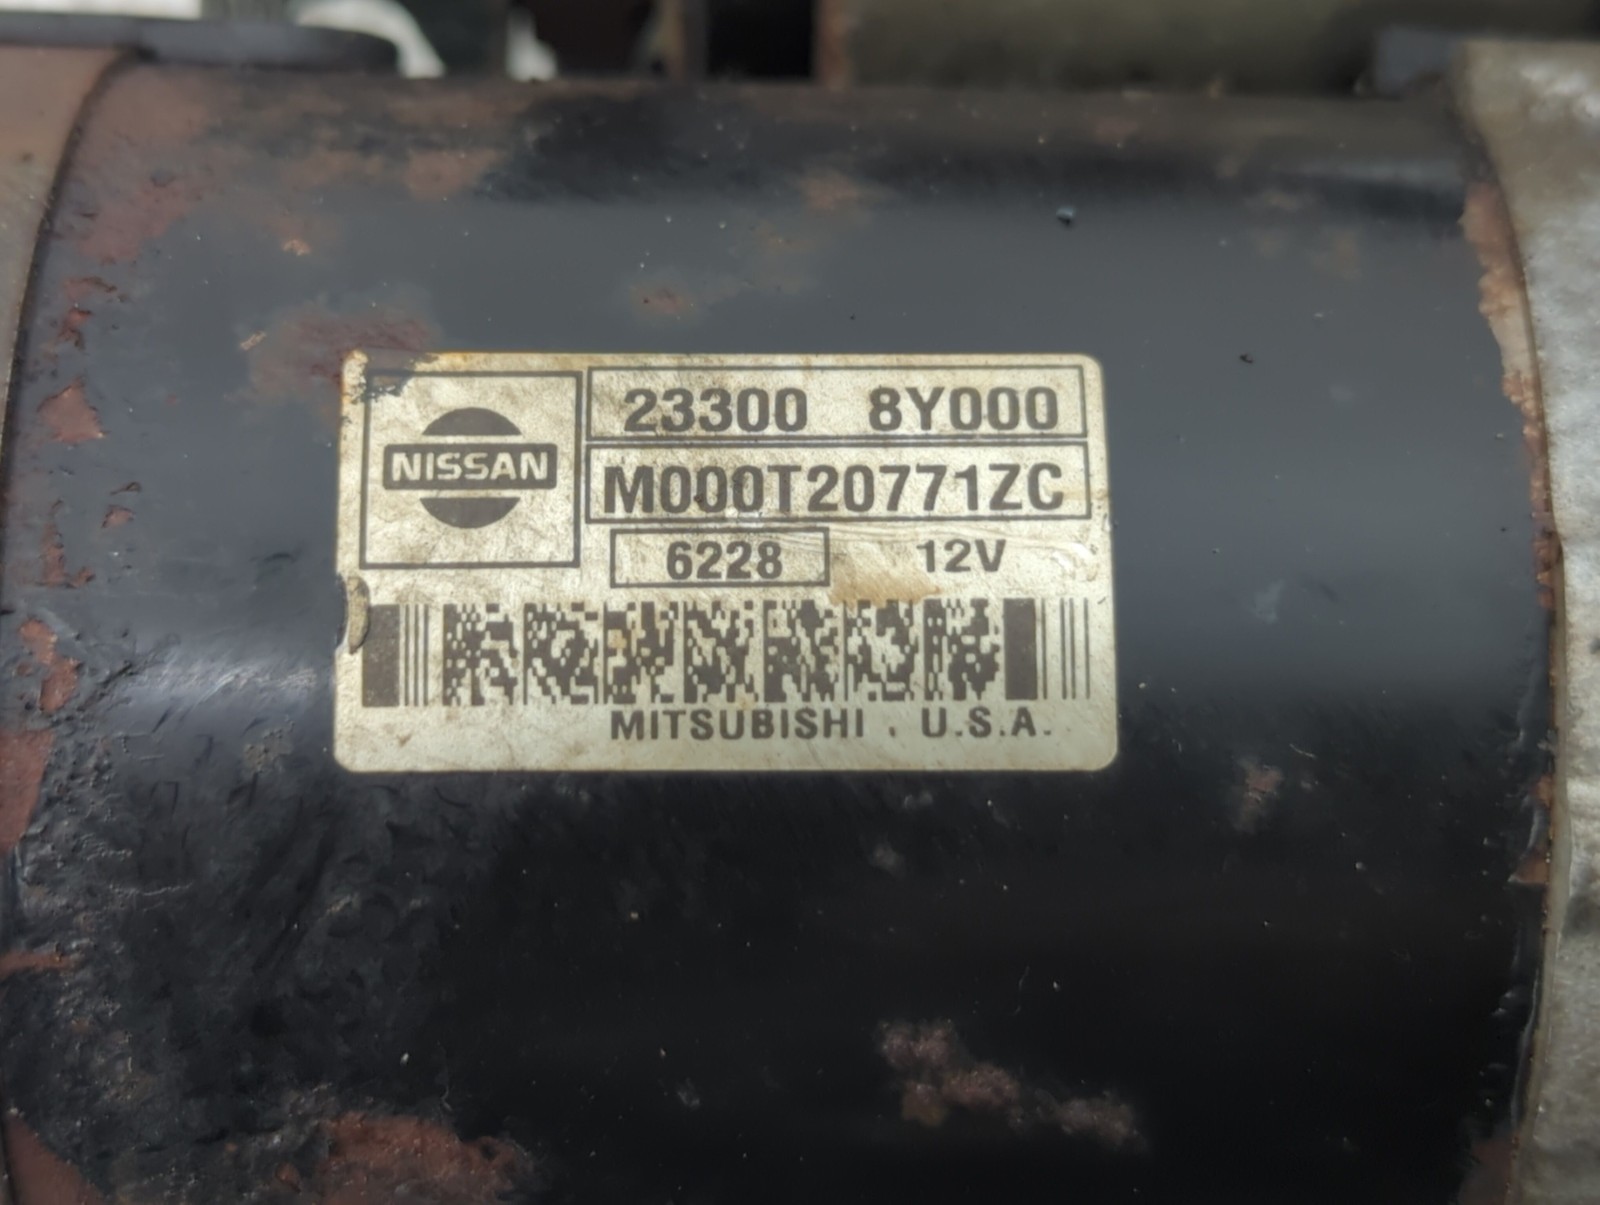 NISSAN
23300 8Y000
M000T20771ZC
6228 12V
MITSUBISHI . U.S.A.